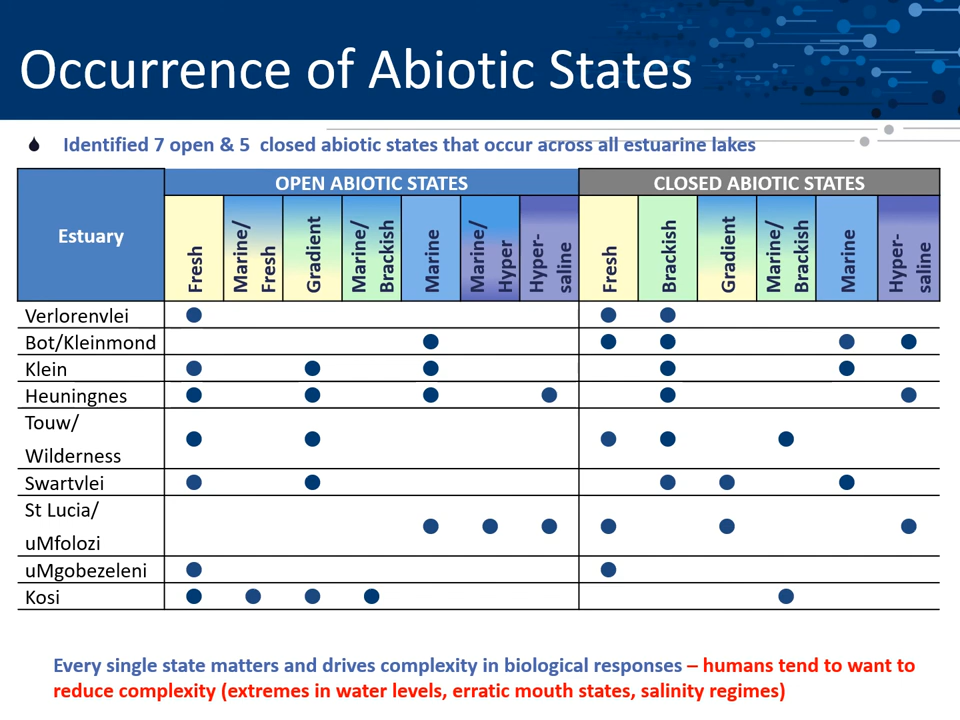 Occurrence of Abiotic States
Identified 7 open & 5 closed abiotic states that occur across all estuarine lakes
Estuary
OPEN ABIOTIC STATES
CLOSED ABIOTIC STATES
Fresh
Marine/
Fresh
Gradient
Marine/
Brackish
Marine
Marine/
Hyper
Hyper-
saline
Fresh
Brackish
Gradient
Marine/
Brackish
Marine
Hyper-
saline
Verlorenvlei
Bot/Kleinmond
Klein
Heuningnes
Touw/
Wilderness
Swartvlei
St Lucia/
uMfolozi
uMgobezeleni
Kosi
Every single state matters and drives complexity in biological responses – humans tend to want to
reduce complexity (extremes in water levels, erratic mouth states, salinity regimes)